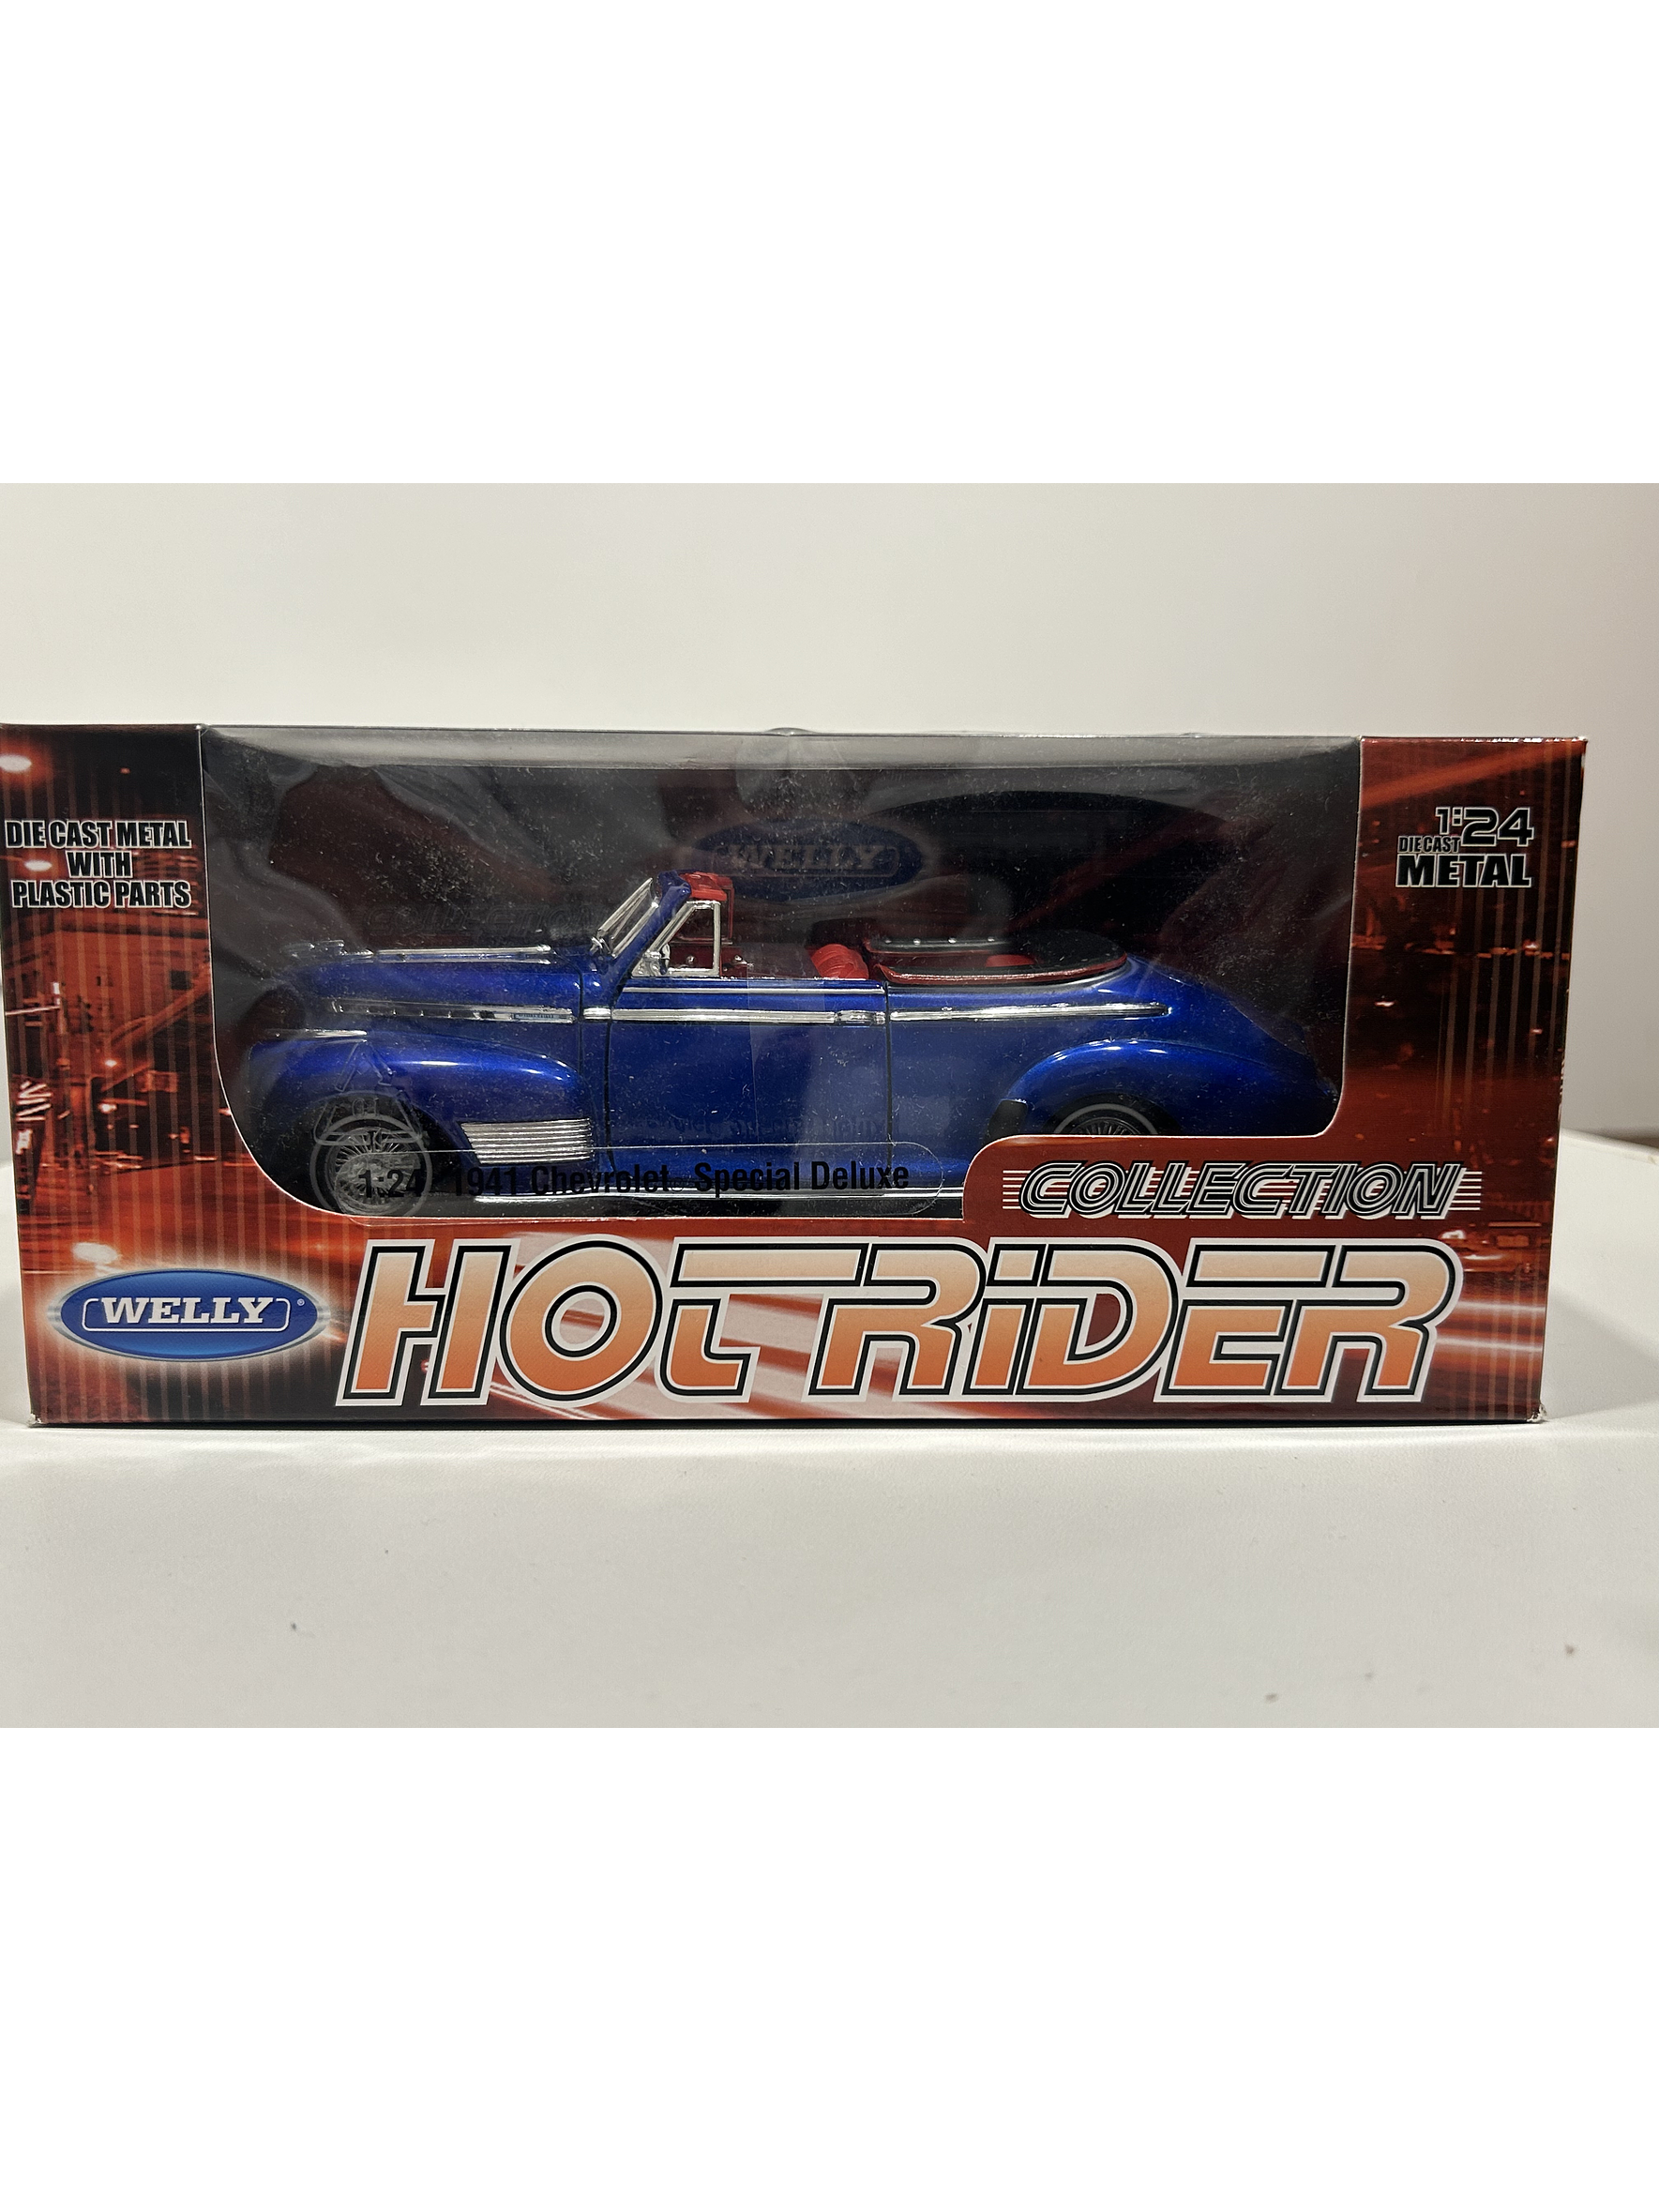 DIE CAST METAL
WITH
PLASTIC PARTS
1:24
DIE CAST
METAL
WELLY
1:24 1941 Chevrolet Special Deluxe
COLLECTION
WELLY
HOT RIDER